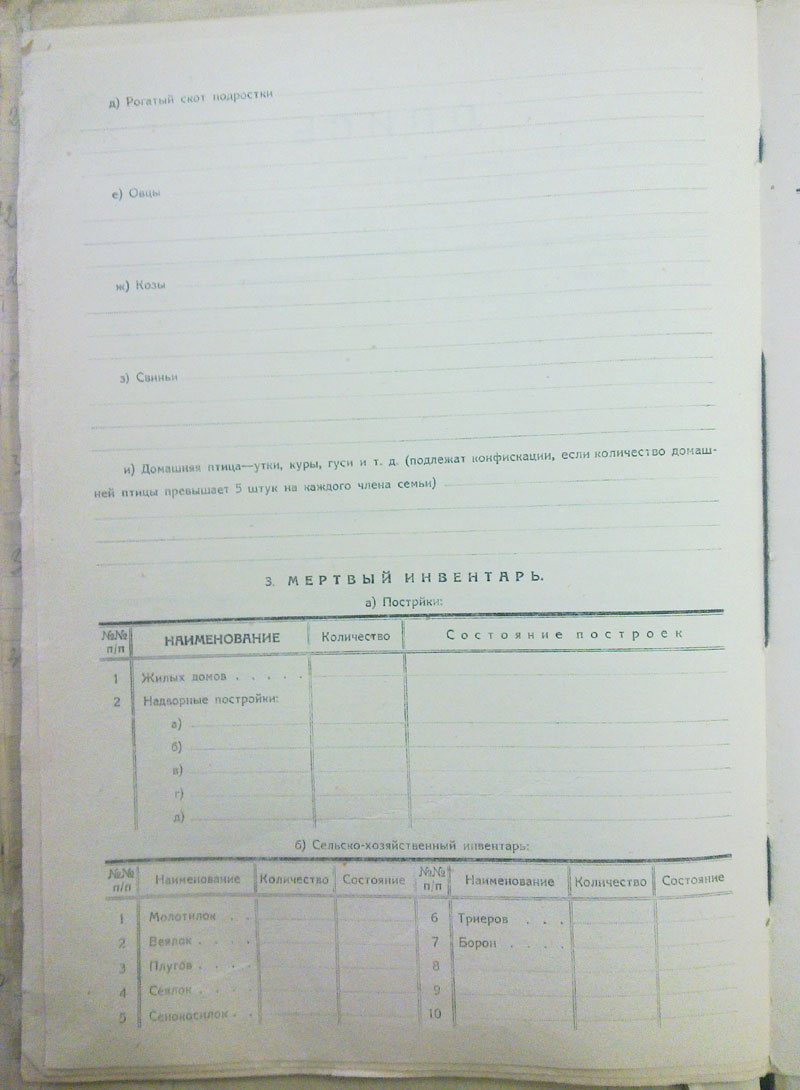 д) Рогатый скот подростки
е) Овцы
ж) Козы
з) Свиньи
и) Домашняя птица—утки, куры, гуси и т. д. (подлежат конфискации, если количество домаш-
ней птицы превышает 5 штук на каждого члена семьи)
3. МЕРТВЫЙ ИНВЕНТАРЬ.
а) Постр йки:
№№ п/п НАИМЕНОВАНИЕ Количество Состояние построек
1 Жилых домов . . . . .
2 Надворные постройки:
а)
б)
в)
г)
д)
б) Сельско-хозяйственный инвентарь:
№№ п/п Наименование Количество Состояние №№ п/п Наименование Количество Состояние
1 Молотилок . . 6 Триеров . . .
2 Веялок . . . . 7 Борон . . . .
3 Плугов . . . . 8
4 Сеялок . . . . 9
5 Сенокосилок . . 10